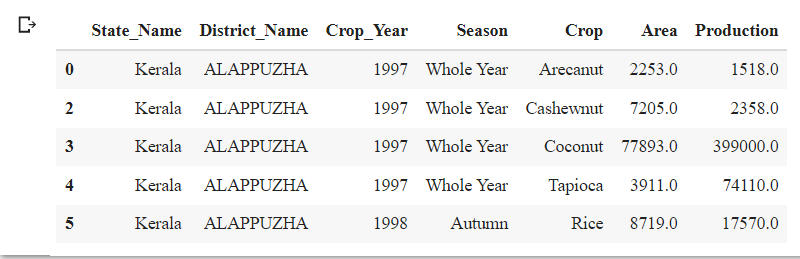 State_Name District_Name Crop_Year Season Crop Area Production
0 Kerala ALAPPUZHA 1997 Whole Year Arecanut 2253.0 1518.0
2 Kerala ALAPPUZHA 1997 Whole Year Cashewnut 7205.0 2358.0
3 Kerala ALAPPUZHA 1997 Whole Year Coconut 77893.0 399000.0
4 Kerala ALAPPUZHA 1997 Whole Year Tapioca 3911.0 74110.0
5 Kerala ALAPPUZHA 1998 Autumn Rice 8719.0 17570.0